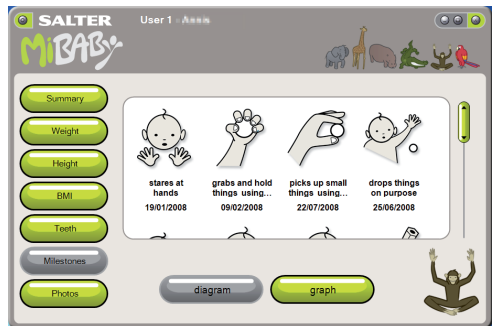 SALTER
User 1 -
MiBABy
Summary
Weight
Height
BMI
Teeth
Milestones
Photos
stares at
hands
19/01/2008
grabs and hold
things using...
09/02/2008
picks up small
things using...
22/07/2008
drops things
on purpose
25/06/2008
diagram
graph